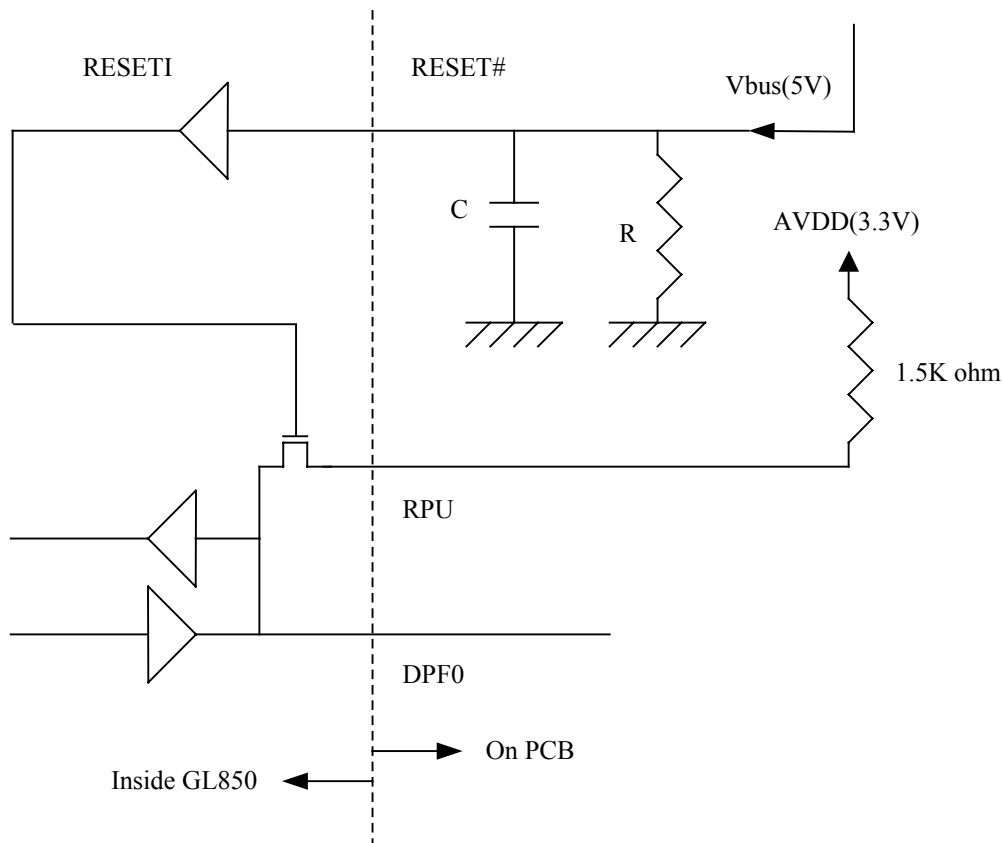 RESETI
RESET#
Vbus(5V)
C
R
AVDD(3.3V)
1.5K ohm
RPU
DPF0
On PCB
Inside GL850